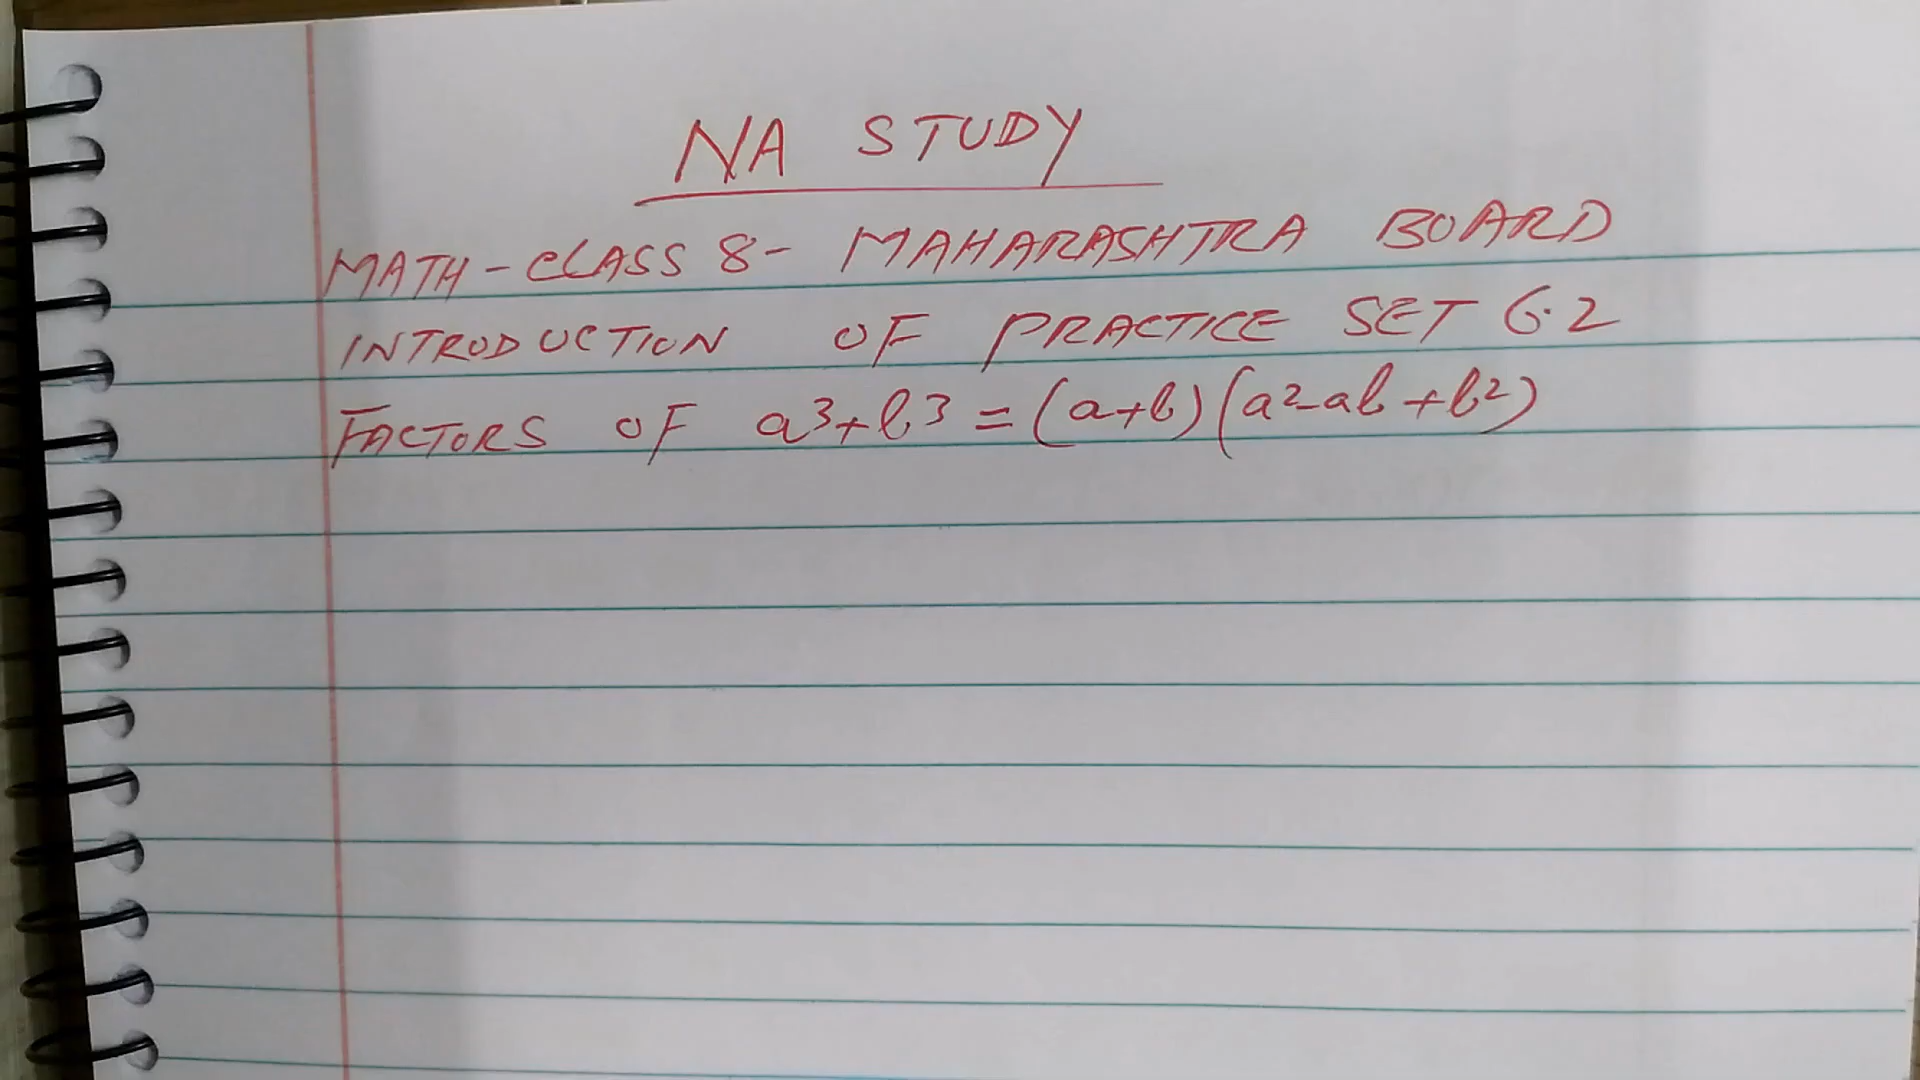 NA STUDY
MATH - CLASS 8 - MAHARASHTRA BOARD
INTRODUCTION OF PRACTICE SET 6.2
FACTORS OF a³+b³ = (a+b)(a²-ab+b²)